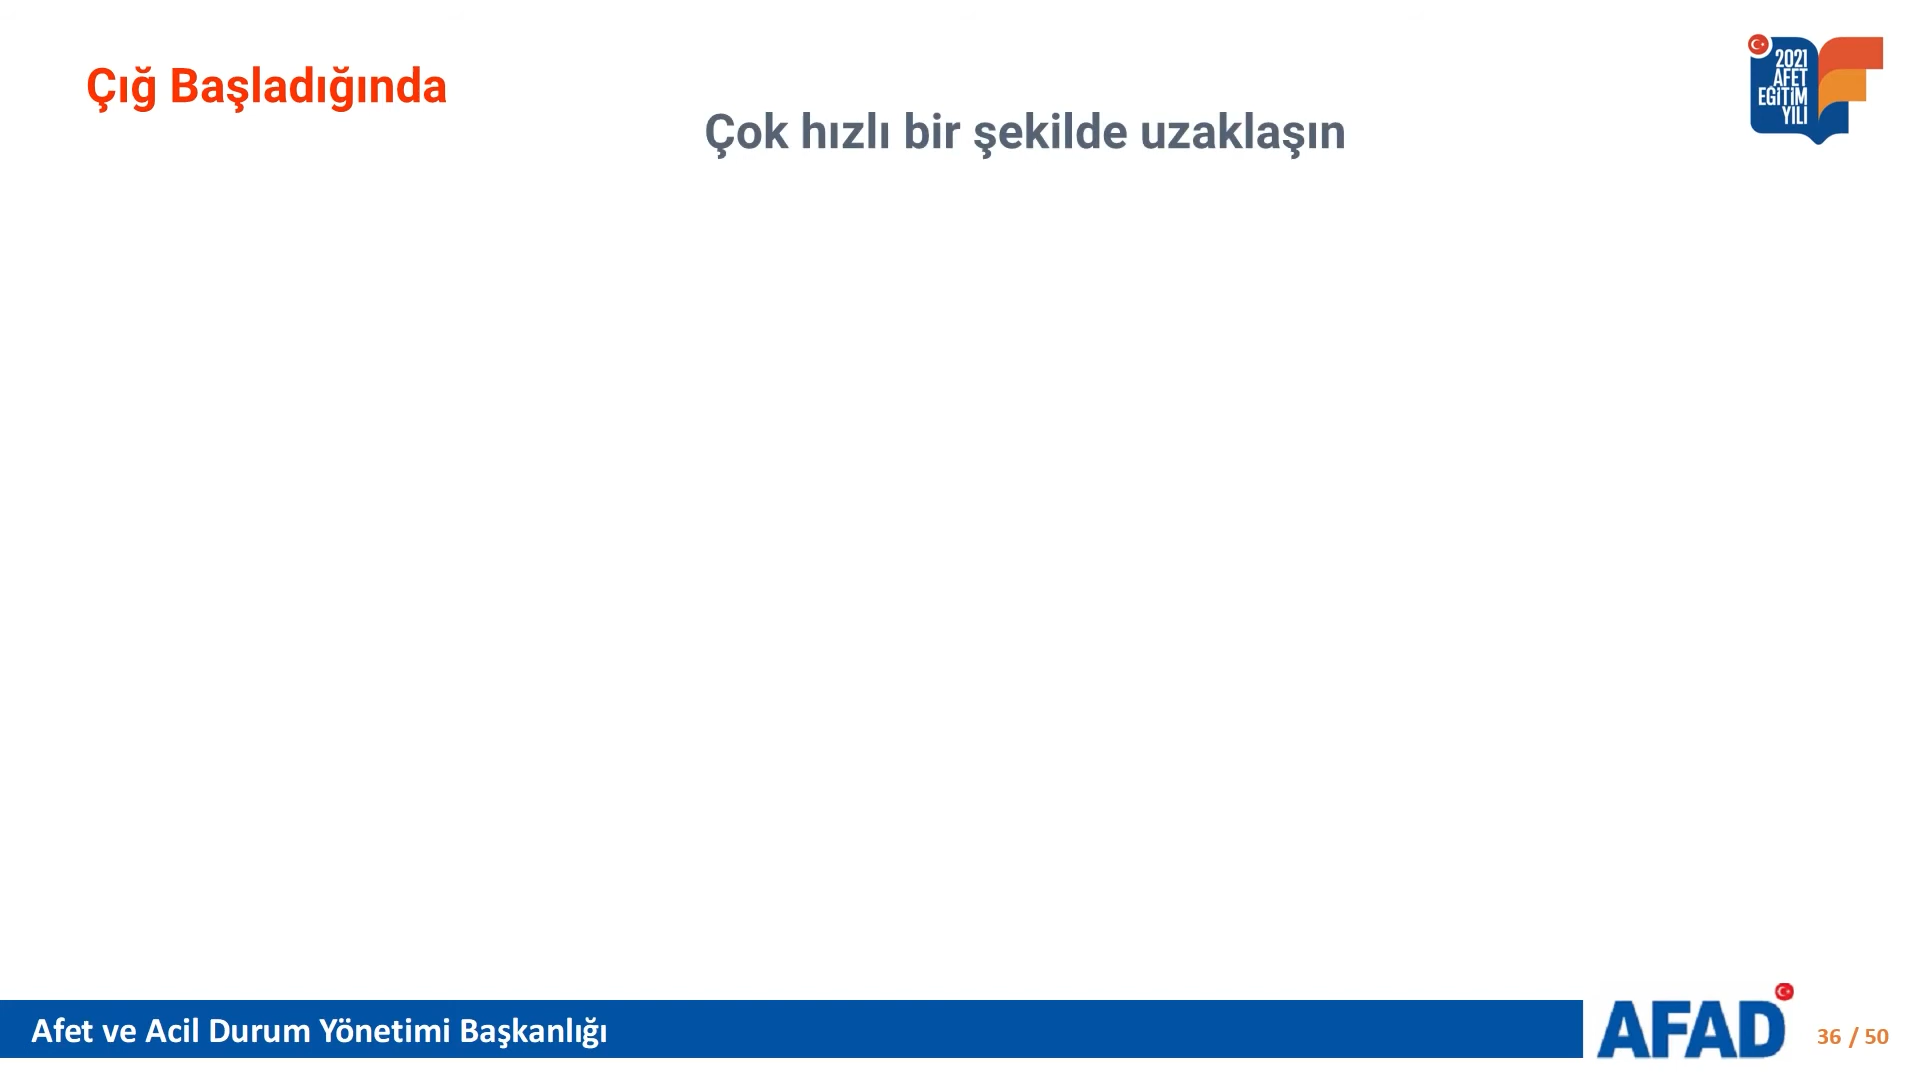 Çığ Başladığında
Çok hızlı bir şekilde uzaklaşın
2021
AFET
EĞİTİM
YILI
Afet ve Acil Durum Yönetimi Başkanlığı
AFAD
36 / 50